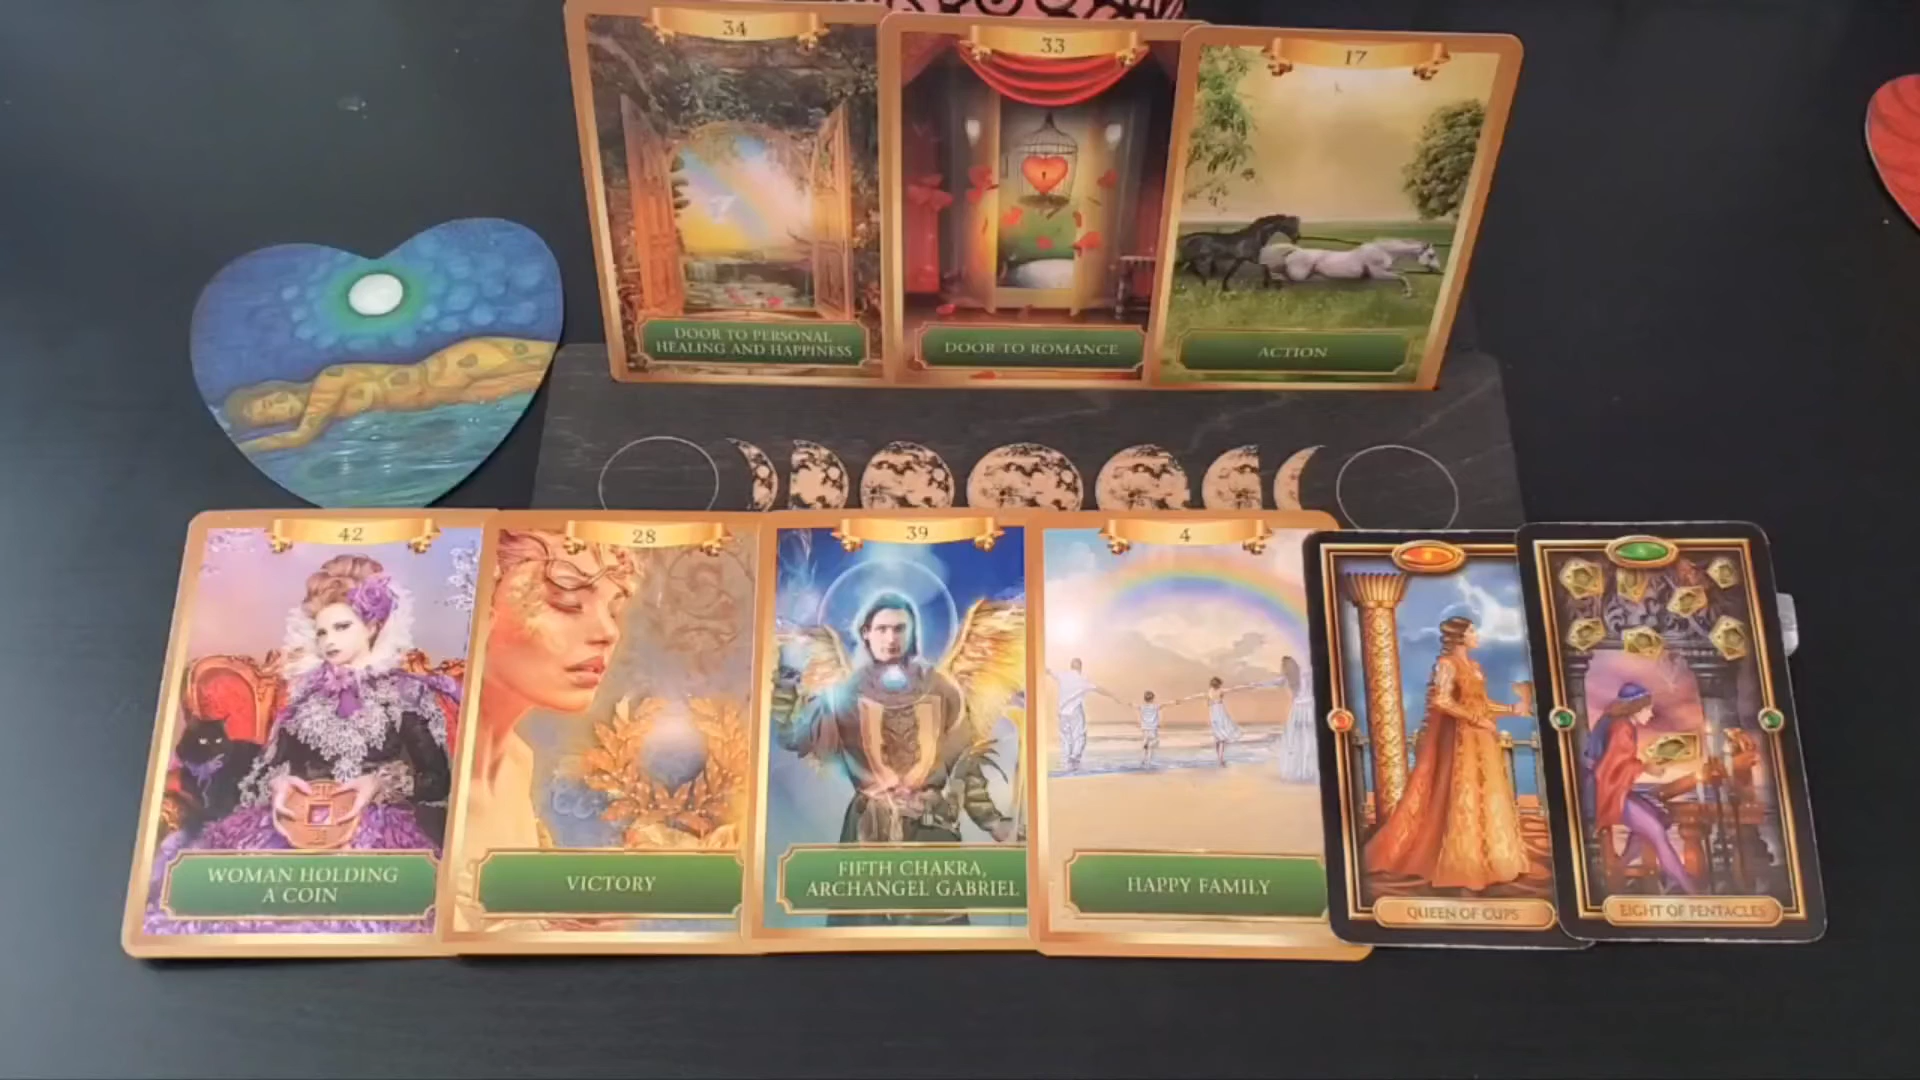 34
DOOR TO PERSONAL
HEALING AND HAPPINESS
33
DOOR TO ROMANCE
17
ACTION
42
WOMAN HOLDING
A COIN
28
VICTORY
39
FIFTH CHAKRA,
ARCHANGEL GABRIEL
4
HAPPY FAMILY
QUEEN OF CUPS
EIGHT OF PENTACLES